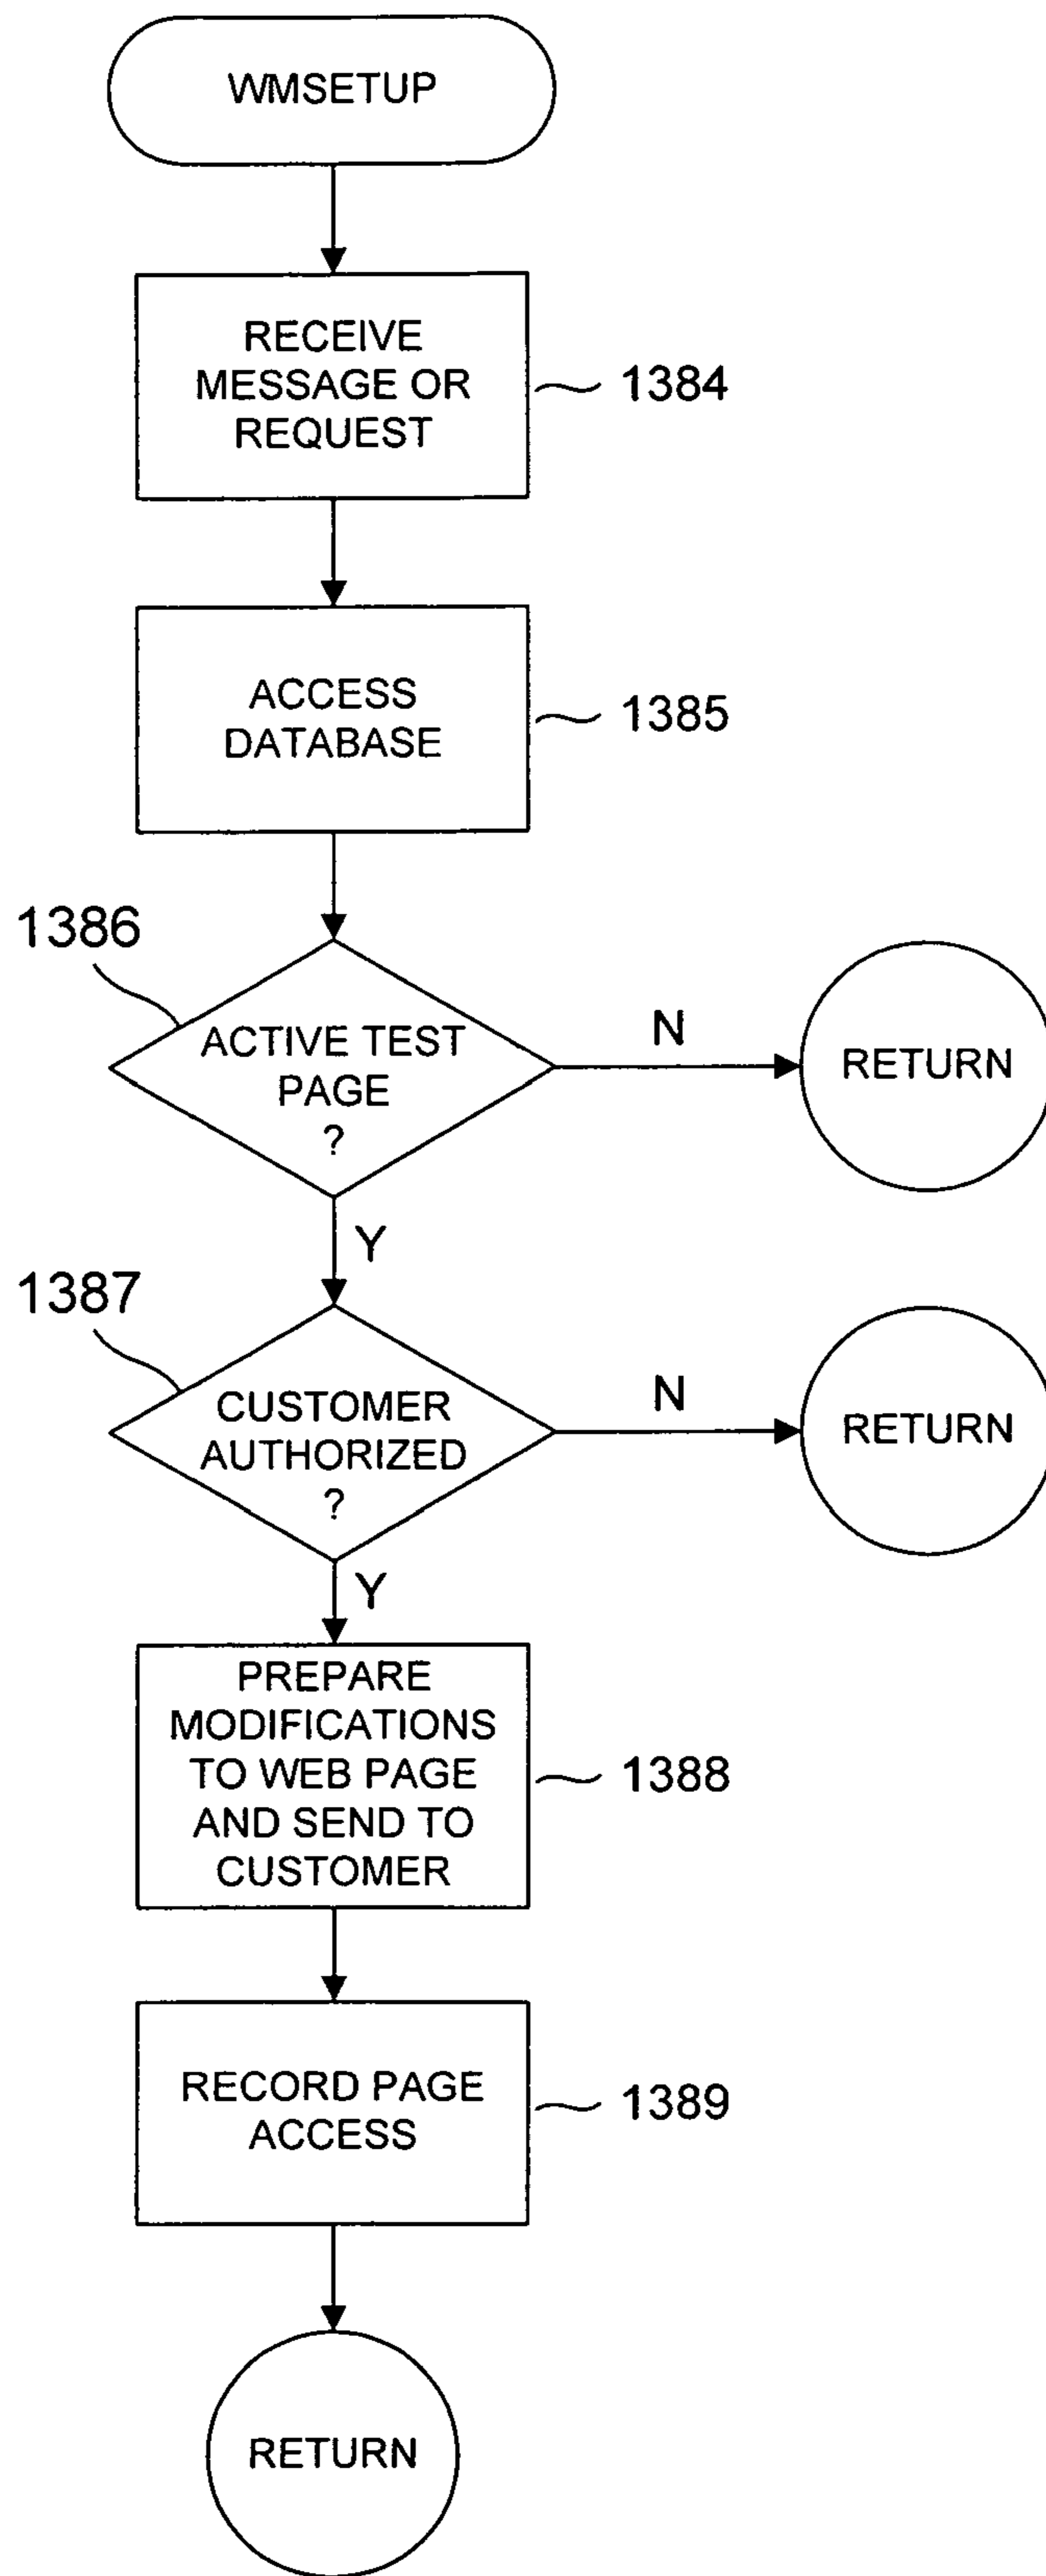 WMSETUP
RECEIVE
MESSAGE OR
REQUEST
1384
ACCESS
DATABASE
1385
1386
ACTIVE TEST
PAGE
?
N
RETURN
Y
1387
CUSTOMER
AUTHORIZED
?
N
RETURN
Y
PREPARE
MODIFICATIONS
TO WEB PAGE
AND SEND TO
CUSTOMER
1388
RECORD PAGE
ACCESS
1389
RETURN